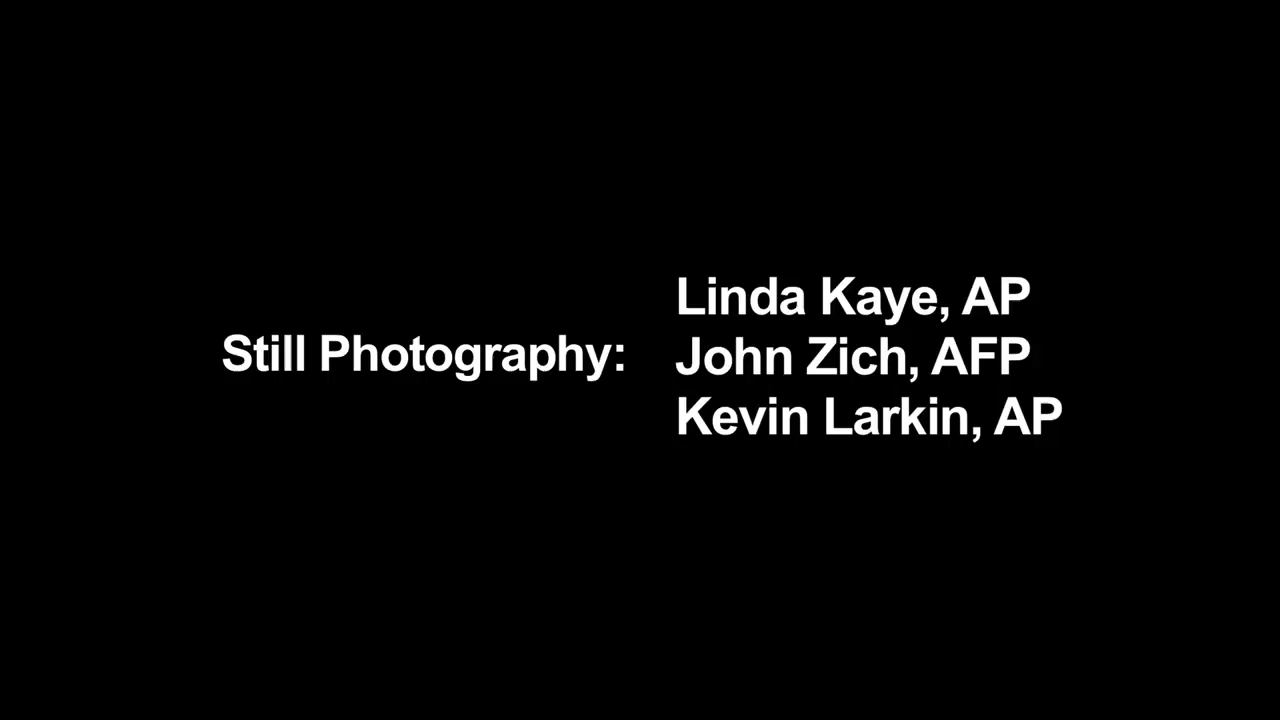 Still Photography:
Linda Kaye, AP
John Zich, AFP
Kevin Larkin, AP